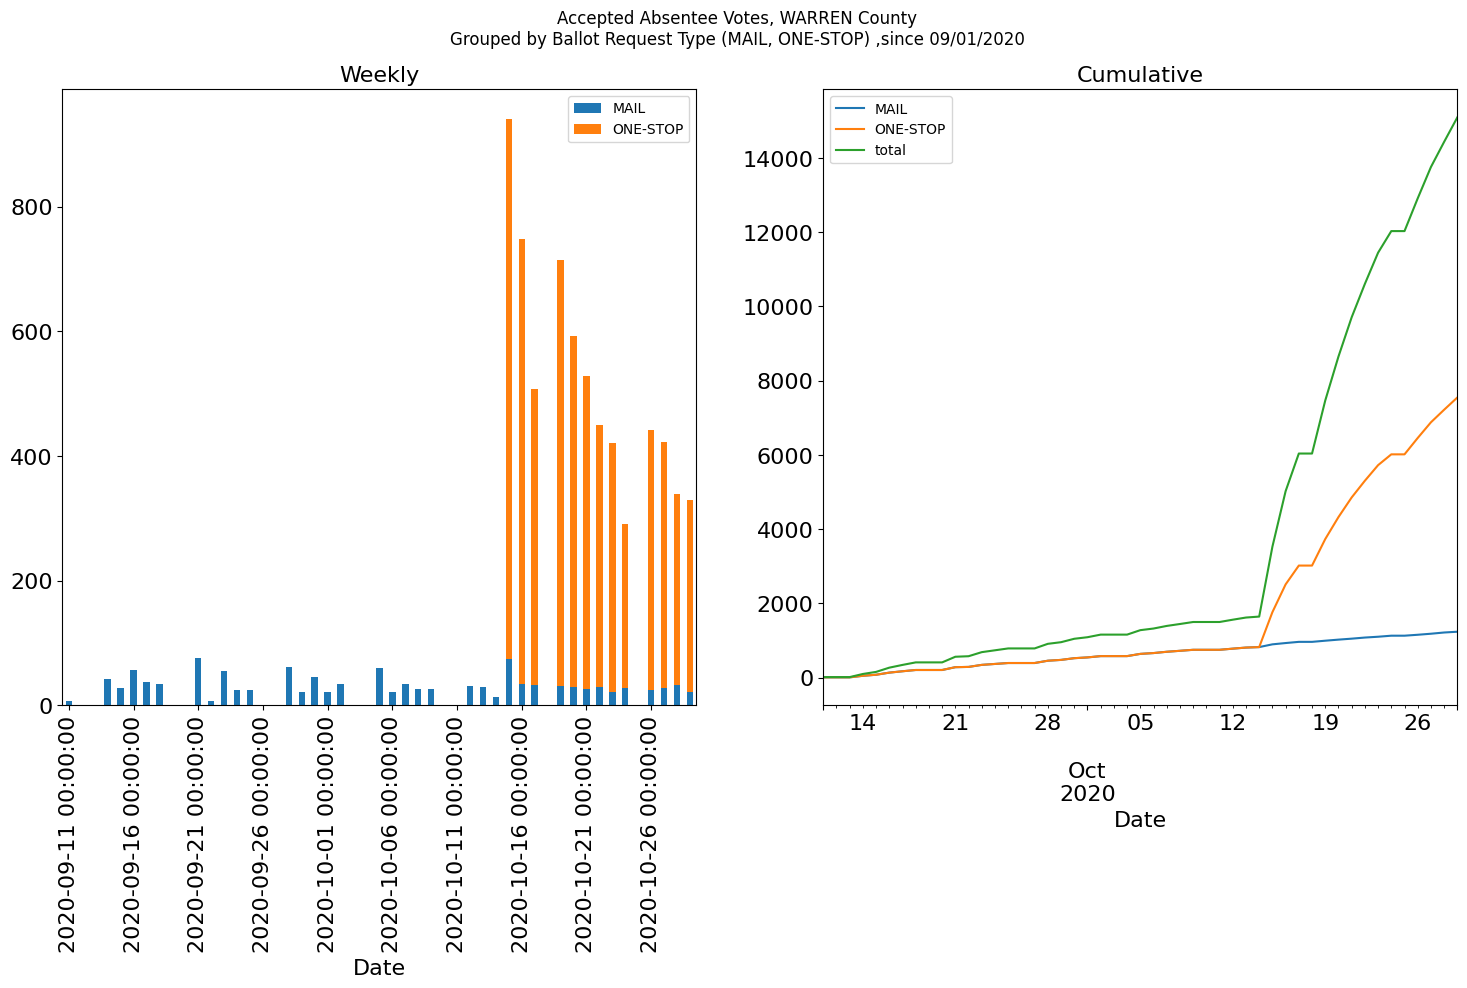 Accepted Absentee Votes, WARREN County
Grouped by Ballot Request Type (MAIL, ONE-STOP) ,since 09/01/2020
Weekly
MAIL
ONE-STOP
800
600
400
200
0
2020-09-11 00:00:00
2020-09-16 00:00:00
2020-09-21 00:00:00
2020-09-26 00:00:00
2020-10-01 00:00:00
2020-10-06 00:00:00
2020-10-11 00:00:00
2020-10-16 00:00:00
2020-10-21 00:00:00
2020-10-26 00:00:00
Date
Cumulative
MAIL
ONE-STOP
total
14000
12000
10000
8000
6000
4000
2000
0
14 21 28 05 12 19 26
Oct
2020
Date